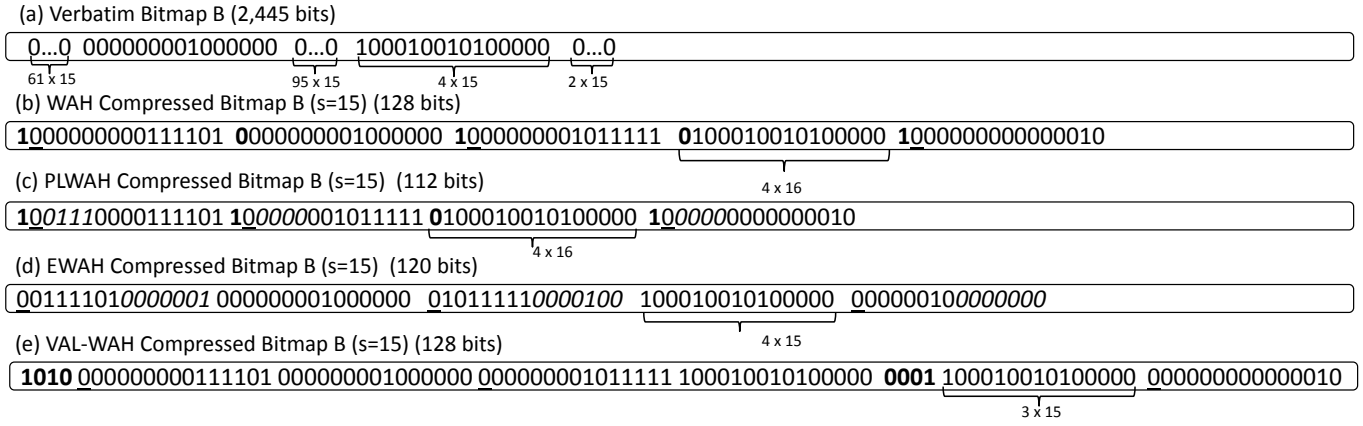 (a) Verbatim Bitmap B (2,445 bits)
0...0 000000001000000 0...0 100010010100000 0...0
61 x 15 95 x 15 4 x 15 2 x 15
(b) WAH Compressed Bitmap B (s=15) (128 bits)
1000000000111101 0000000001000000 1000000001011111 0100010010100000 1000000000000010
4 x 16
(c) PLWAH Compressed Bitmap B (s=15) (112 bits)
1001110000111101 1000000001011111 0100010010100000 1000000000000010
4 x 16
(d) EWAH Compressed Bitmap B (s=15) (120 bits)
001111010000001 000000001000000 010111110000100 100010010100000 000000100000000
4 x 15
(e) VAL-WAH Compressed Bitmap B (s=15) (128 bits)
1010 000000000111101 000000001000000 000000001011111 100010010100000 0001 100010010100000 000000000000010
3 x 15